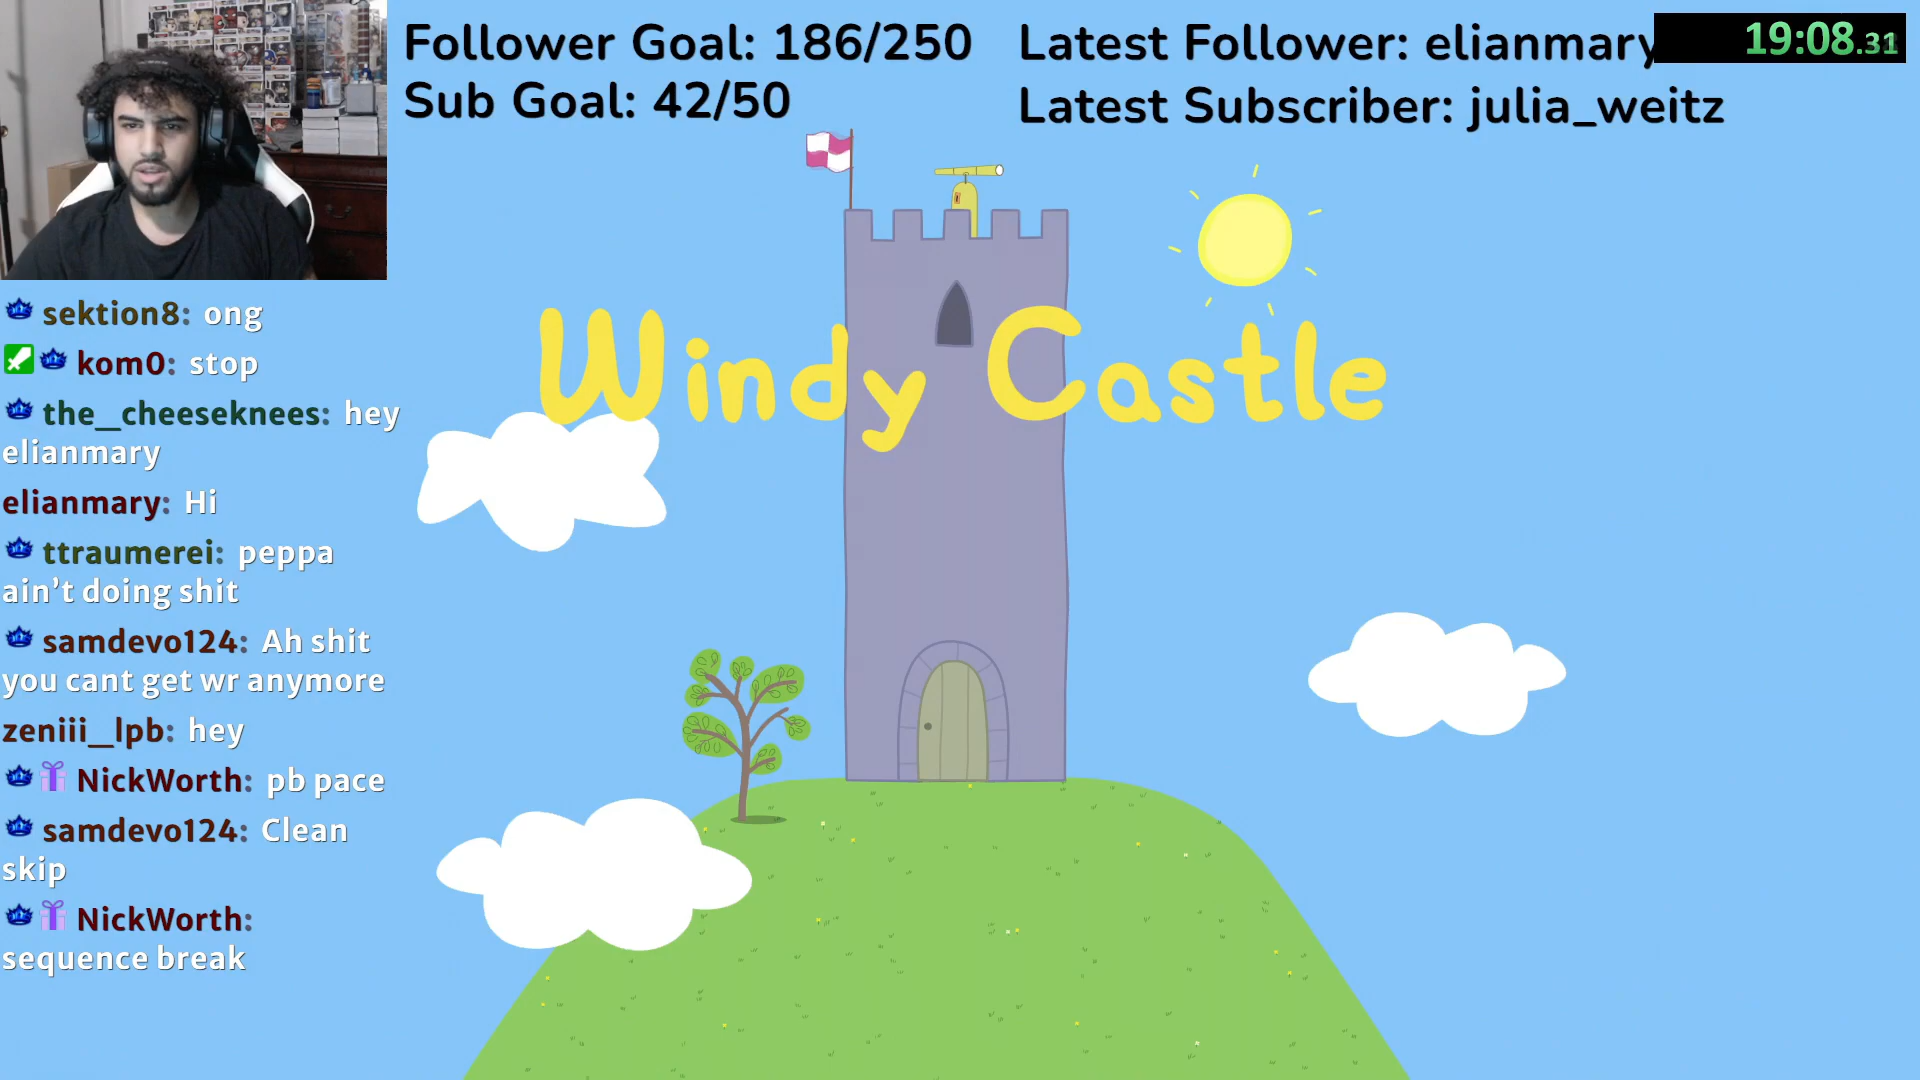 Follower Goal: 186/250
Latest Follower: elianmary
19:08.31
Sub Goal: 42/50
Latest Subscriber: julia_weitz
Windy Castle
sektion8: ong
kom0: stop
the__cheeseknees: hey
elianmary
elianmary: Hi
ttraumerei: peppa
ain't doing shit
samdevo124: Ah shit
you cant get wr anymore
zeniii_lpb: hey
NickWorth: pb pace
samdevo124: Clean
skip
NickWorth:
sequence break